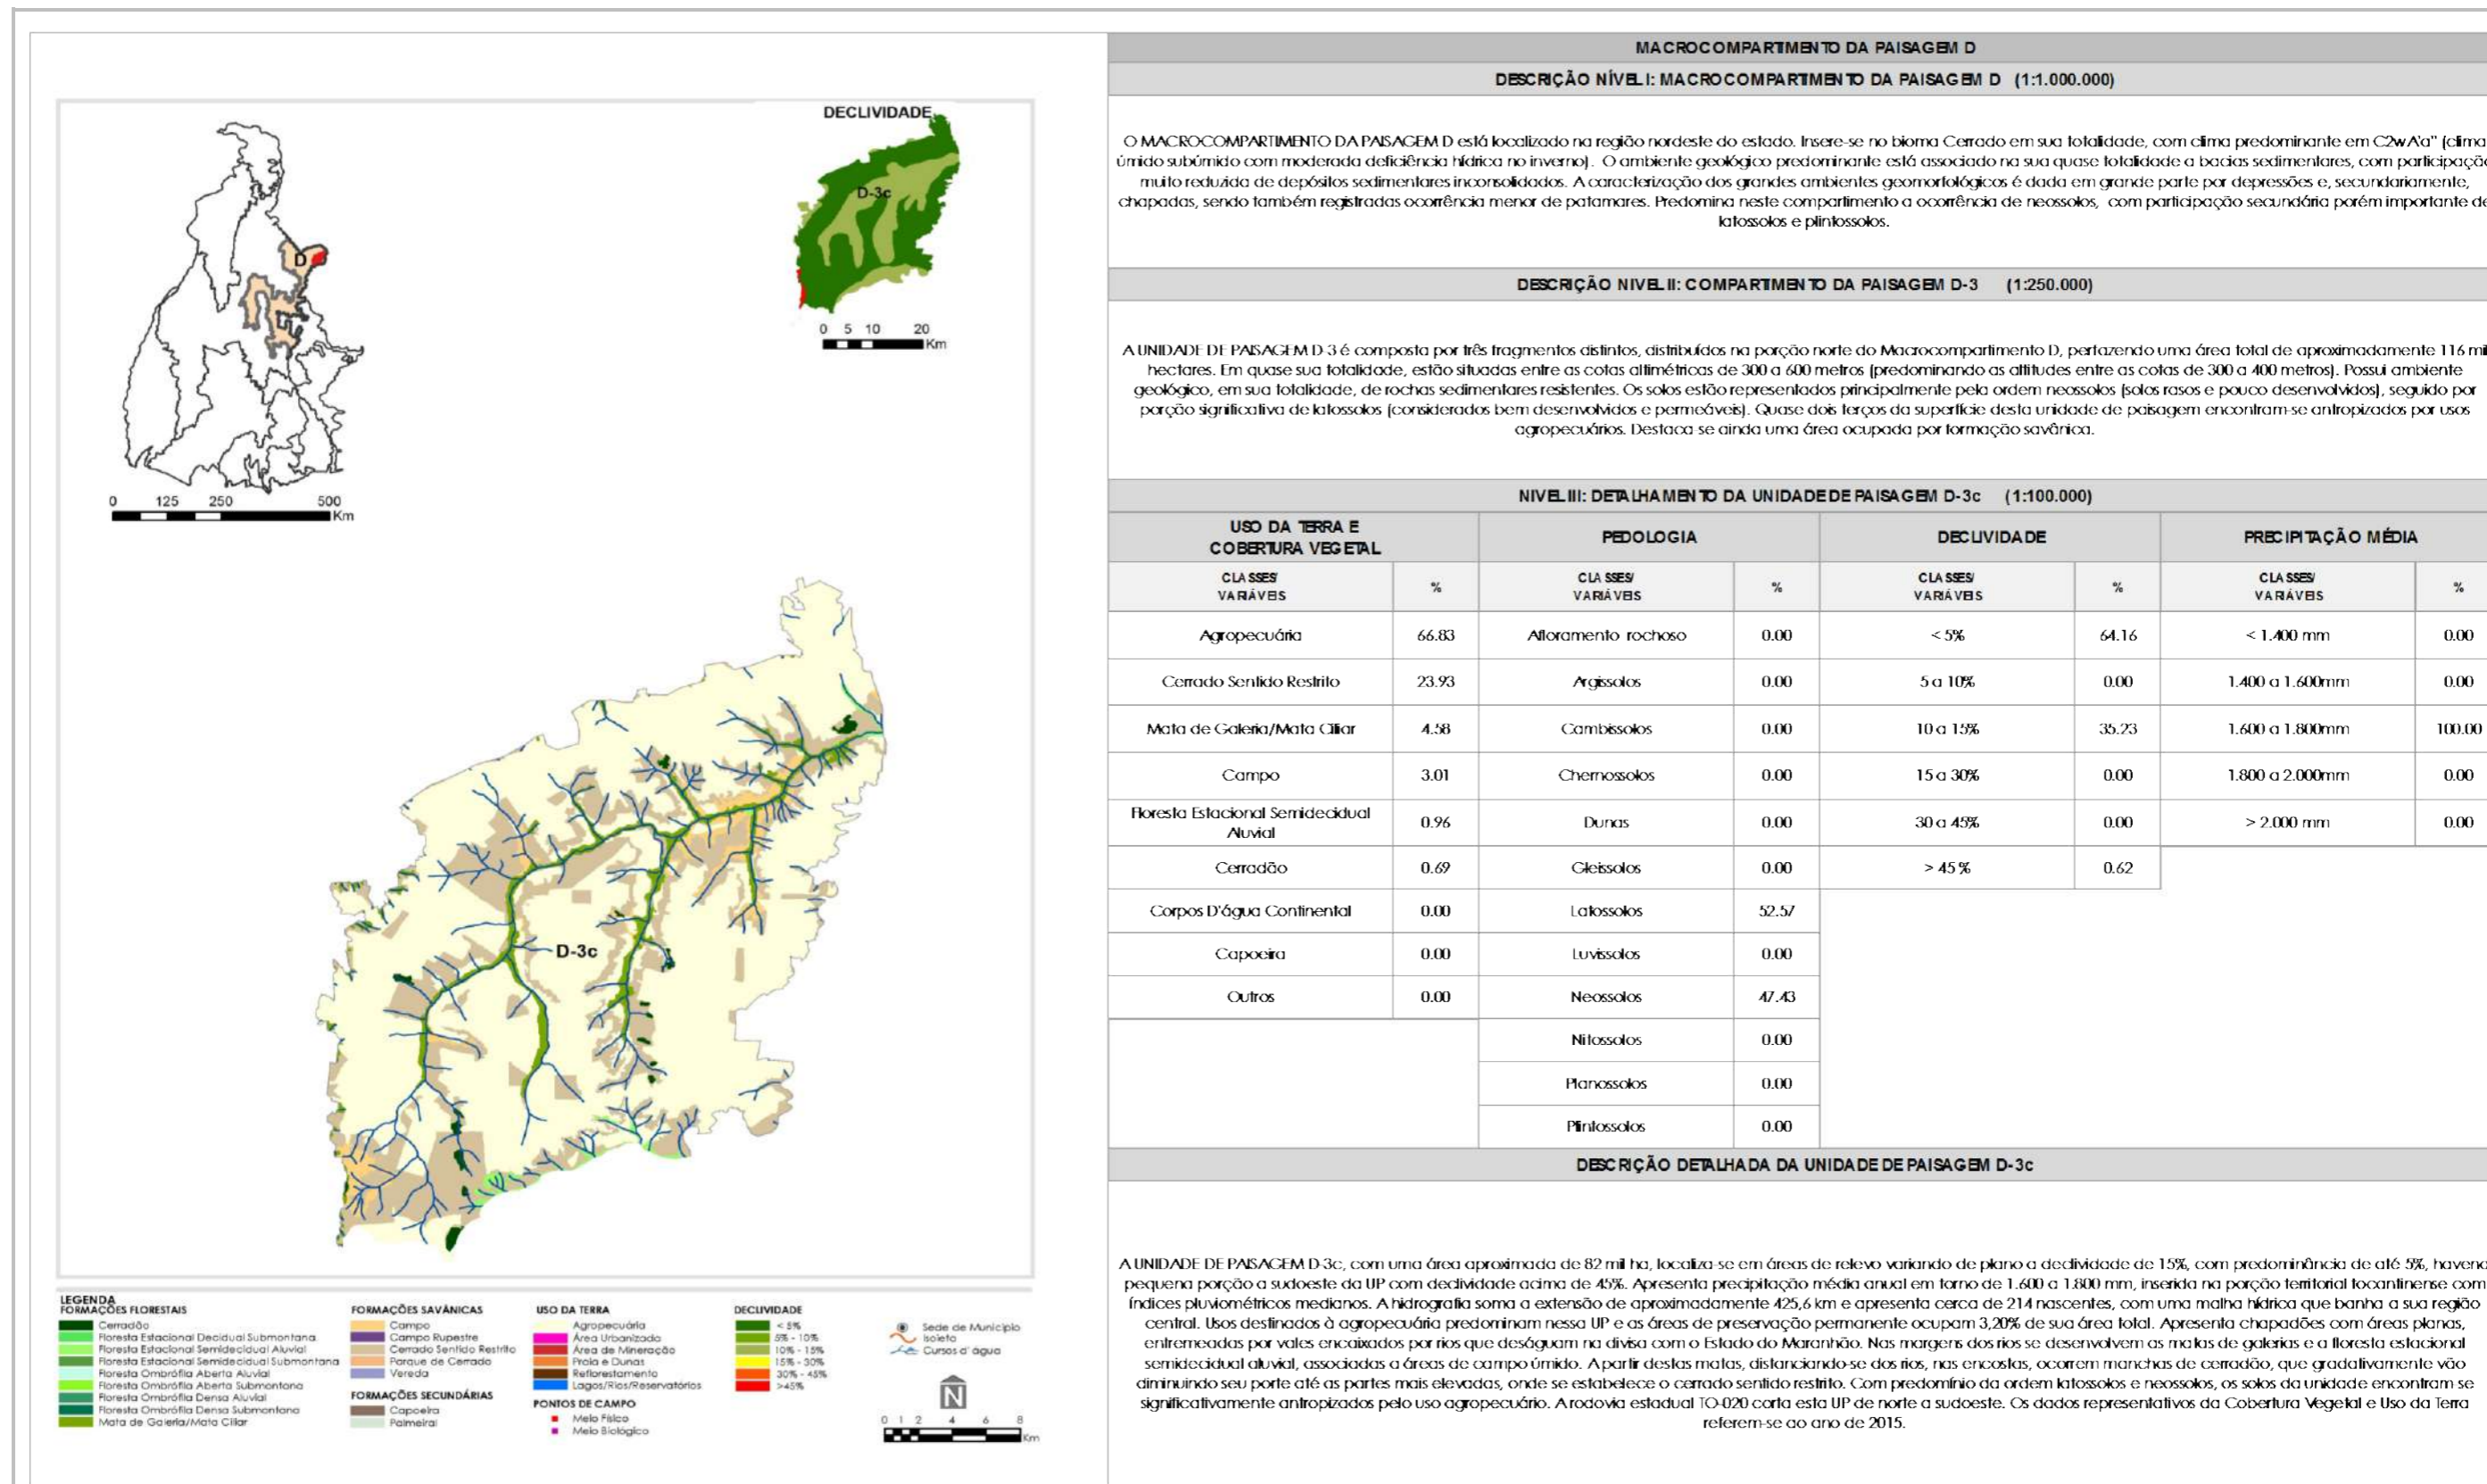 DECLIVIDADE
D-3c
0 5 10 20
Km
D
0 125 250 500
Km
D-3c
LEGENDA
FORMAÇÕES FLORESTAIS
Cerradão
Floresta Estacional Decidual Submontana
Floresta Estacional Semidecidual Aluvial
Floresta Estacional Semidecidual Submontana
Floresta Ombrófila Aberta Aluvial
Floresta Ombrófila Aberta Submontana
Floresta Ombrófila Densa Aluvial
Floresta Ombrófila Densa Submontana
Mata de Galeria/Mata Ciliar
FORMAÇÕES SAVÂNICAS
Campo
Campo Rupestre
Cerrado Sentido Restrito
Parque de Cerrado
Vereda
FORMAÇÕES SECUNDÁRIAS
Capoeira
Palmeiral
USO DA TERRA
Agropecuária
Área Urbanizada
Área de Mineração
Praia e Dunas
Reflorestamento
Lagos/Rios/Reservatórios
PONTOS DE CAMPO
Meio Físico
Meio Biológico
DECLIVIDADE
< 5%
5% - 10%
10% - 15%
15% - 30%
30% - 45%
>45%
Sede de Município
Isoieta
Cursos d' água
N
0 1 2 4 6 8
Km
MACROCOMPARTIMENTO DA PAISAGEM D
DESCRIÇÃO NÍVEL I: MACROCOMPARTIMENTO DA PAISAGEM D (1:1.000.000)
O MACROCOMPARTIMENTO DA PAISAGEM D está localizado na região nordeste do estado. Insere-se no bioma Cerrado em sua totalidade, com clima predominante em C2wA'a" (clima
úmido subúmido com moderada deficiência hídrica no inverno). O ambiente geológico predominante está associado na sua quase totalidade a bacias sedimentares, com participaçã
muito reduzida de depósitos sedimentares inconsolidados. A caracterização dos grandes ambientes geomorfológicos é dada em grande parte por depressões e, secundariamente,
chapadas, sendo também registradas ocorrência menor de patamares. Predomina neste compartimento a ocorrência de neossolos, com participação secundária porém importante de
latossolos e plintossolos.
DESCRIÇÃO NIVEL II: COMPARTIMENTO DA PAISAGEM D-3 (1:250.000)
A UNIDADE DE PAISAGEM D-3 é composta por três fragmentos distintos, distribuídos na porção norte do Macrocompartimento D, perfazendo uma área total de aproximadamente 116 mil
hectares. Em quase sua totalidade, estão situadas entre as cotas altimétricas de 300 a 600 metros (predominando as altitudes entre as cotas de 300 a 400 metros). Possui ambiente
geológico, em sua totalidade, de rochas sedimentares resistentes. Os solos estão representados principalmente pela ordem neossolos (solos rasos e pouco desenvolvidos), seguido por
porção significativa de latossolos (considerados bem desenvolvidos e permeáveis). Quase dois terços da superfície desta unidade de paisagem encontram-se antropizados por usos
agropecuários. Destaca se ainda uma área ocupada por formação savânica.
NIVEL III: DETALHAMENTO DA UNIDADE DE PAISAGEM D-3c (1:100.000)
USO DA TERRA E
COBERTURA VEGETAL
PEDOLOGIA
DECLIVIDADE
PRECIPITAÇÃO MÉDIA
CLASSES/
VARIÁVEIS
%
CLASSES/
VARIÁVEIS
%
CLASSES/
VARIÁVEIS
%
CLASSES/
VARIÁVEIS
%
Agropecuária 66.83 Afloramento rochoso 0.00 < 5% 64.16 < 1.400 mm 0.00
Cerrado Sentido Restrito 23.93 Argissolos 0.00 5 a 10% 0.00 1.400 a 1.600mm 0.00
Mata de Galeria/Mata Ciliar 4.58 Cambissolos 0.00 10 a 15% 35.23 1.600 a 1.800mm 100.00
Campo 3.01 Chernossolos 0.00 15 a 30% 0.00 1.800 a 2.000mm 0.00
Floresta Estacional Semidecidual
Aluvial 0.96 Dunas 0.00 30 a 45% 0.00 > 2.000 mm 0.00
Cerradão 0.69 Gleissolos 0.00 > 45% 0.62
Corpos D'água Continental 0.00 Latossolos 52.57
Capoeira 0.00 Luvissolos 0.00
Outros 0.00 Neossolos 47.43
Nitossolos 0.00
Planossolos 0.00
Plintossolos 0.00
DESCRIÇÃO DETALHADA DA UNIDADE DE PAISAGEM D-3c
A UNIDADE DE PAISAGEM D-3c, com uma área aproximada de 82 mil ha, localiza-se em áreas de relevo variando de plano a declividade de 15%, com predominância de até 5%, havend
pequena porção a sudoeste da UP com declividade acima de 45%. Apresenta precipitação média anual em torno de 1.600 a 1.800 mm, inserida na porção territorial tocantinense com
índices pluviométricos medianos. A hidrografia soma a extensão de aproximadamente 425,6 km e apresenta cerca de 214 nascentes, com uma malha hídrica que banha a sua região
central. Usos destinados à agropecuária predominam nessa UP e as áreas de preservação permanente ocupam 3,20% de sua área total. Apresenta chapadões com áreas planas,
entremeadas por vales encaixados por rios que deságuam na divisa com o Estado do Maranhão. Nas margens dos rios se desenvolvem as matas de galerias e a floresta estacional
semidecidual aluvial, associadas a áreas de campo úmido. A partir destas matas, distanciando-se dos rios, nas encostas, ocorrem manchas de cerradão, que gradativamente vão
diminuindo seu porte até as partes mais elevadas, onde se estabelece o cerrado sentido restrito. Com predomínio da ordem latossolos e neossolos, os solos da unidade encontram se
significativamente antropizados pelo uso agropecuário. A rodovia estadual TO-020 corta esta UP de norte a sudoeste. Os dados representativos da Cobertura Vegetal e Uso da Terra
referem-se ao ano de 2015.